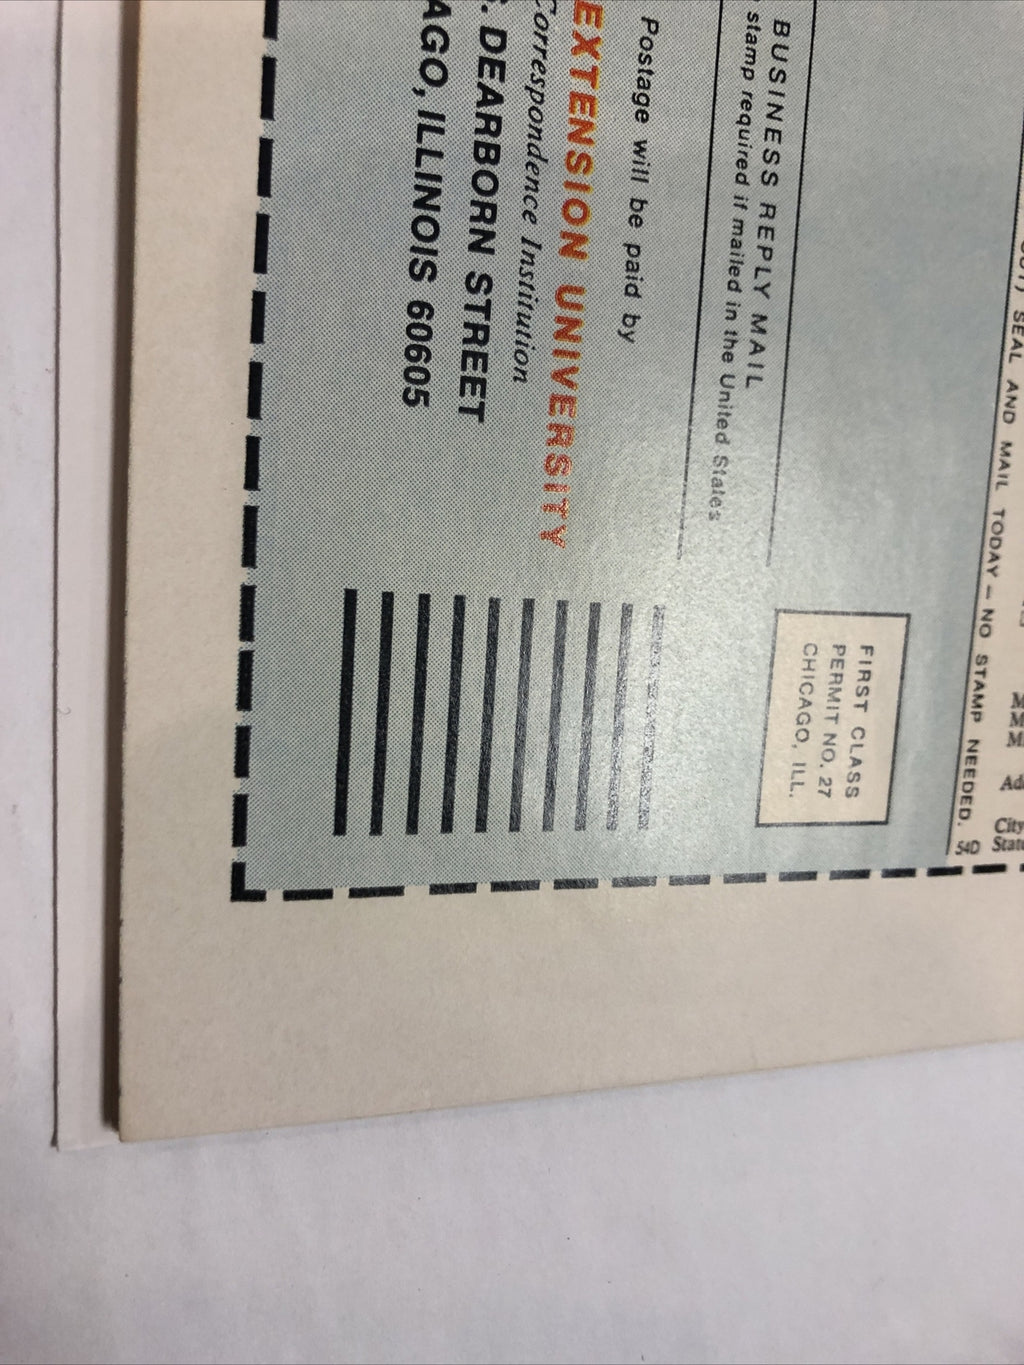 BUSINESS REPLY MAIL
stamp required if mailed in the United States
Postage will be paid by
EXTENSION UNIVERSITY
Correspondence Institution
DEARBORN STREET
AGO, ILLINOIS 60605
FIRST CLASS
PERMIT NO. 27
CHICAGO, ILL.
SEAL AND MAIL TODAY — NO STAMP NEEDED.
54D
City
State